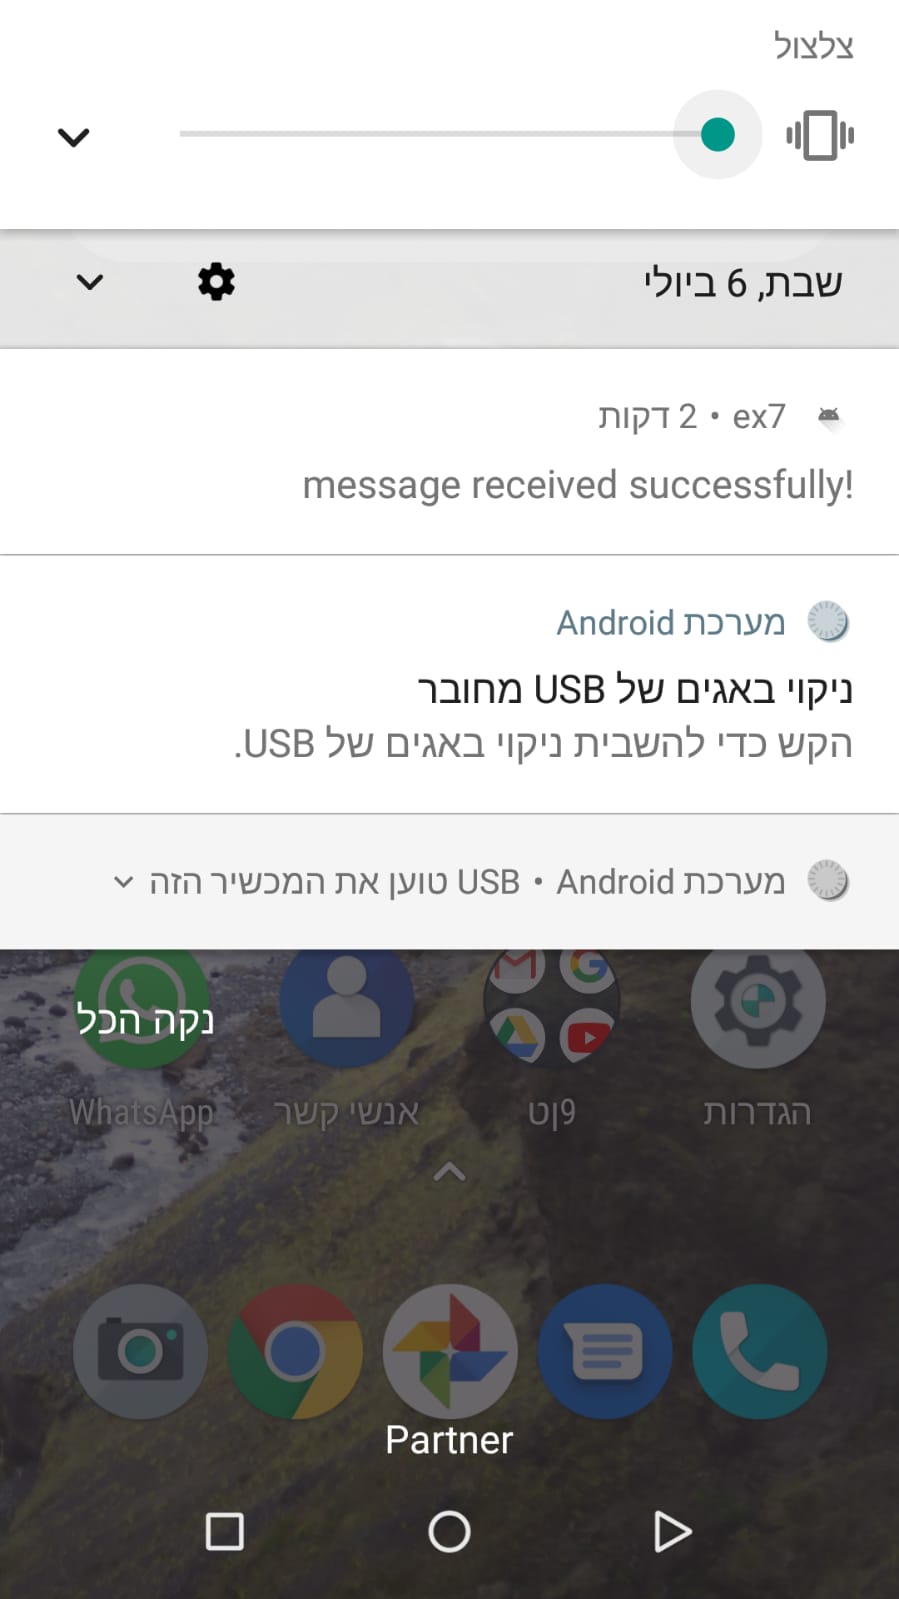 צלצול
שבת, 6 ביולי
ex7 • 2 דקות
message received successfully!
מערכת Android
ניקוי באגים של USB מחובר
הקש כדי להשבית ניקוי באגים של USB.
מערכת Android • USB טוען את המכשיר הזה
נקה הכל
הגדרות
9ןט
אנשי קשר
WhatsApp
Partner